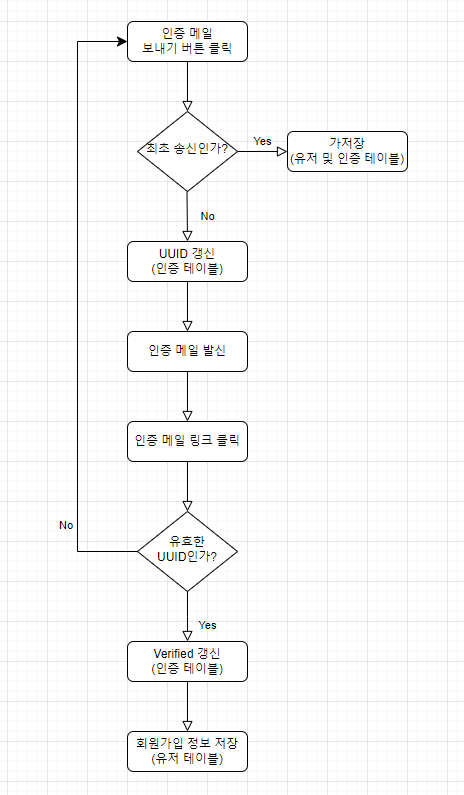 인증 메일
보내기 버튼 클릭
최초 송신인가?
Yes
가저장
(유저 및 인증 테이블)
No
UUID 갱신
(인증 테이블)
인증 메일 발신
인증 메일 링크 클릭
No
유효한
UUID인가?
Yes
Verified 갱신
(인증 테이블)
회원가입 정보 저장
(유저 테이블)